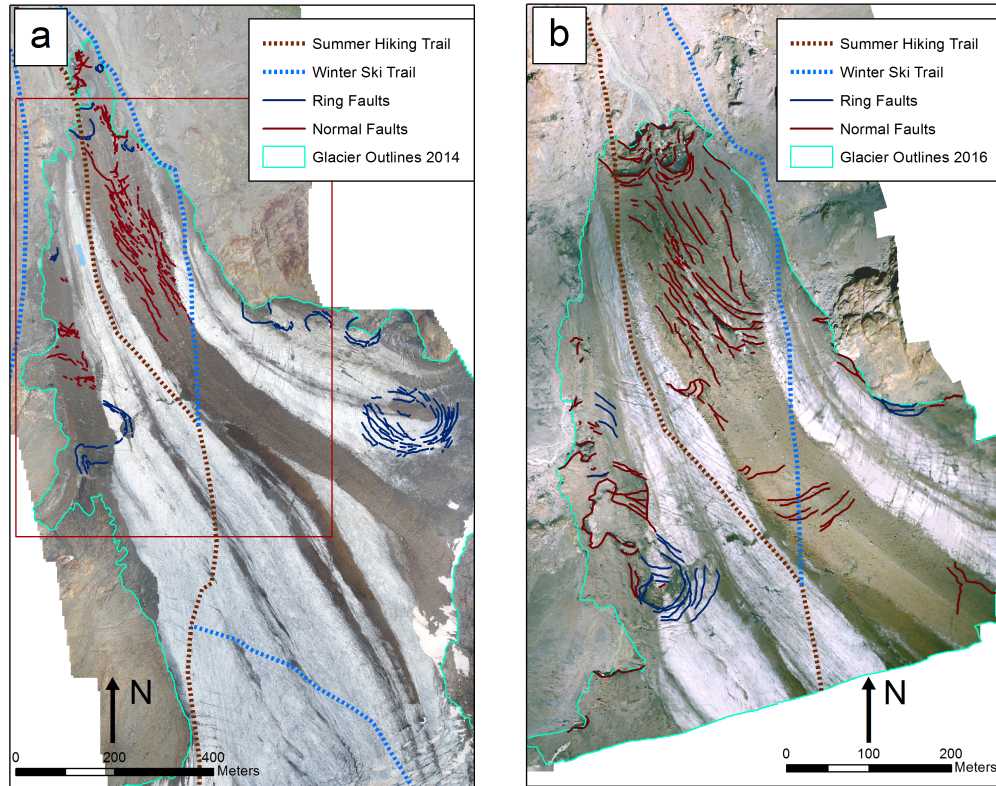 a
Summer Hiking Trail
Winter Ski Trail
Ring Faults
Normal Faults
Glacier Outlines 2014
N
0 200 400
Meters
b
Summer Hiking Trail
Winter Ski Trail
Ring Faults
Normal Faults
Glacier Outlines 2016
N
0 100 200
Meters